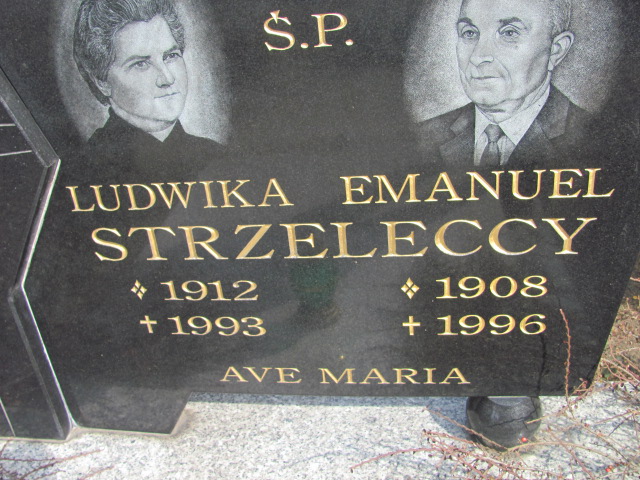 Ś.P.
LUDWIKA EMANUEL
STRZELECCY
❖ 1912 ❖ 1908
✝ 1993 ✝ 1996
AVE MARIA